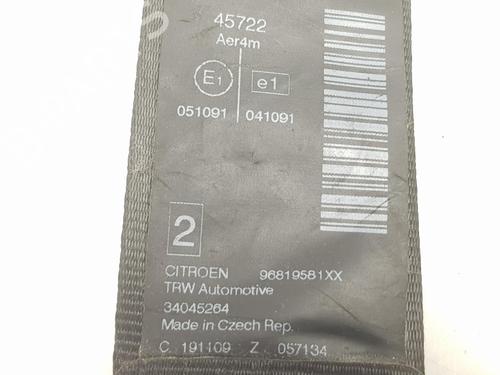 45722
Aer4m
E1 e1
051091 041091
2
CITROEN 96819581XX
TRW Automotive
34045264
Made in Czech Rep.
C 191109 Z 057134